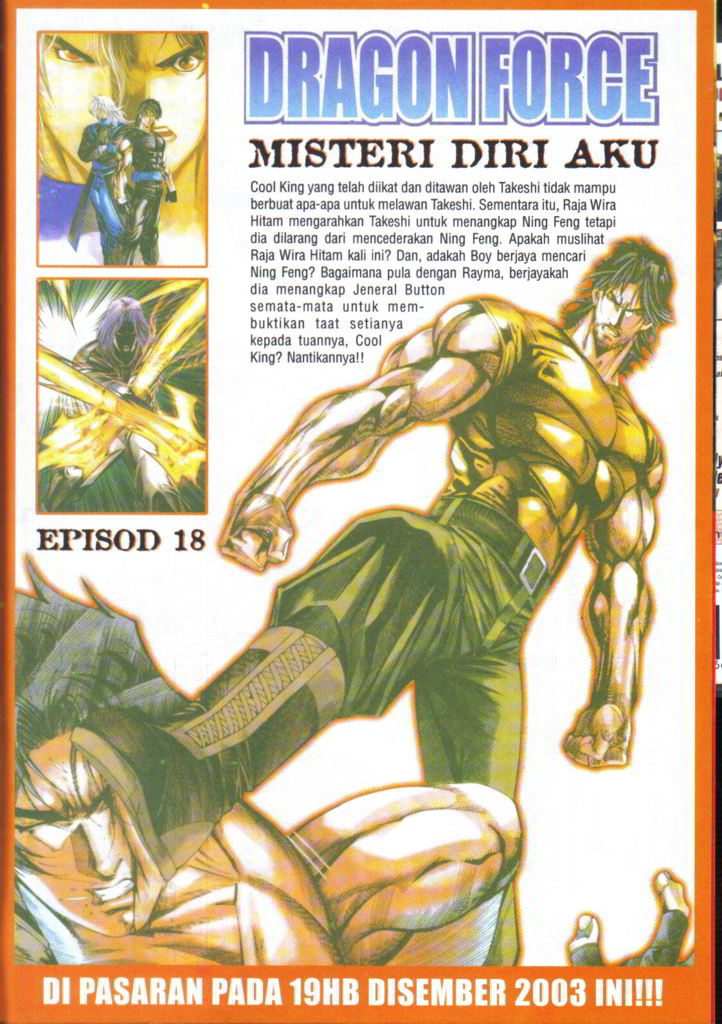 DRAGON FORCE
MISTERI DIRI AKU
Cool King yang telah diikat dan ditawan oleh Takeshi tidak mampu
berbuat apa-apa untuk melawan Takeshi. Sementara itu, Raja Wira
Hitam mengarahkan Takeshi untuk menangkap Ning Feng tetapi
dia dilarang dari mencederakan Ning Feng. Apakah muslihat
Raja Wira Hitam kali ini? Dan, adakah Boy berjaya mencari
Ning Feng? Bagaimana pula dengan Rayma, berjayakah
dia menangkap Jeneral Button
semata-mata untuk mem-
buktikan taat setianya
kepada tuannya, Cool
King? Nantikannya!!
EPISOD 18
DI PASARAN PADA 19HB DISEMBER 2003 INI!!!